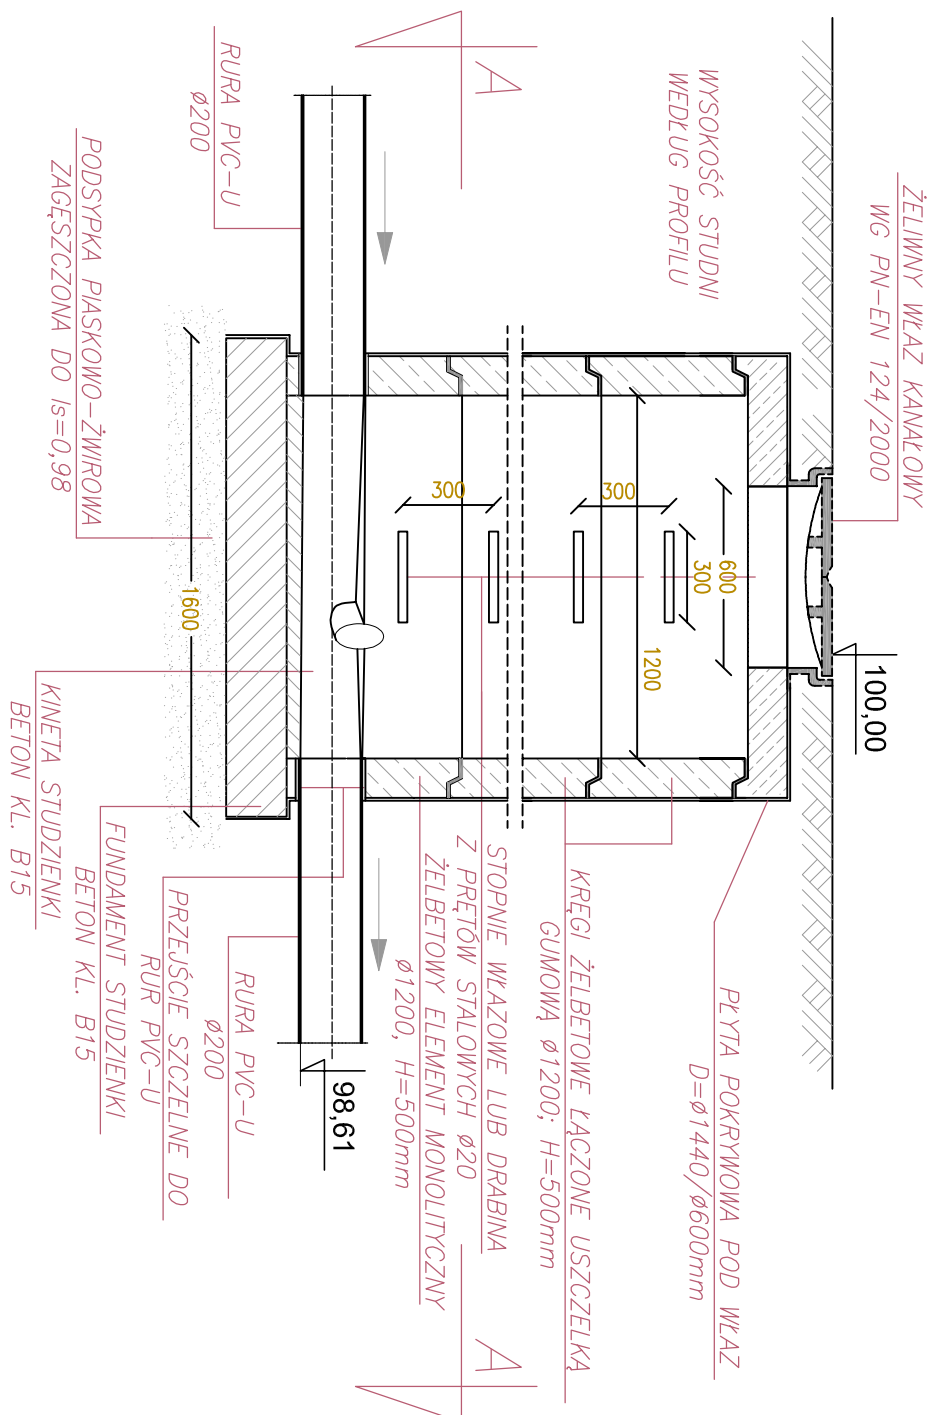 ŻELIWNY WŁAZ KANAŁOWY
WG PN-EN 124/2000
100,00
WYSOKOŚĆ STUDNI
WEDŁUG PROFILU
PŁYTA POKRYWOWA POD WŁAZ
D=ø1440/ø600mm
600
300
1200
300
300
KRĘGI ŻELBETOWE ŁĄCZONE USZCZELKĄ
GUMOWĄ ø1200; H=500mm
STOPNIE WŁAZOWE LUB DRABINA
Z PRĘTÓW STALOWYCH ø20
A
A
ŻELBETOWY ELEMENT MONOLITYCZNY
ø1200, H=500mm
98,61
RURA PVC-U
ø200
RURA PVC-U
ø200
PRZEJŚCIE SZCZELNE DO
RUR PVC-U
1600
FUNDAMENT STUDZIENKI
BETON KL. B15
PODSYPKA PIASKOWO-ŻWIROWA
ZAGĘSZCZONA DO Is=0,98
KINETA STUDZIENKI
BETON KL. B15